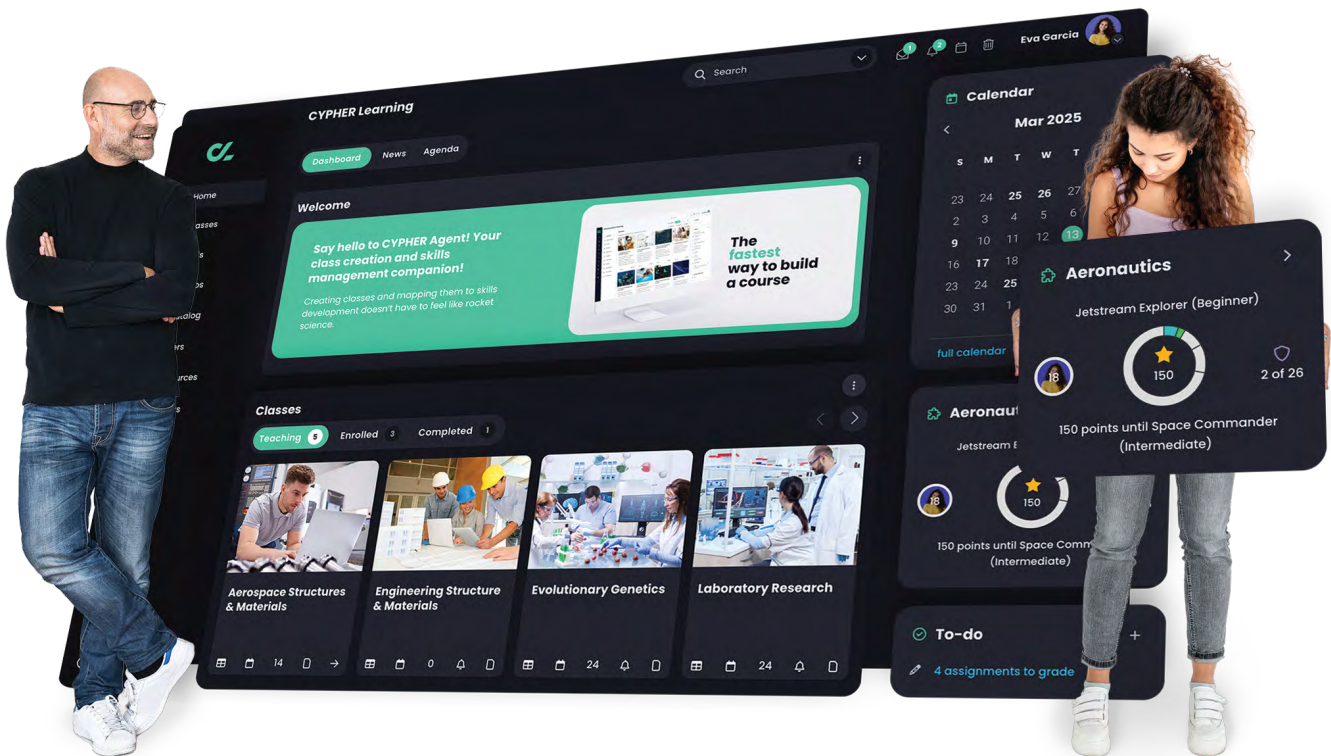 Eva Garcia
1
2
Search
CYPHER Learning
Dashboard
News
Agenda
Home
Welcome
Say hello to CYPHER Agent! Your
class creation and skills
management companion!
Creating classes and mapping them to skills
development doesn't have to feel like rocket
science.
The
fastest
way to build
a course
Classes
Teaching 5
Enrolled 3
Completed 1
Aerospace Structures
& Materials
14
Engineering Structure
& Materials
0
Evolutionary Genetics
24
Laboratory Research
24
Calendar
Mar 2025
S M T W T
23 24 25 26 27
2 3 4 5 6
9 10 11 12 13
16 17 18
23 24 25
30 31 1
full calendar
Aeronautics
Jetstream Explorer (Beginner)
18
150
2 of 26
150 points until Space Commander
(Intermediate)
Aeronaut
Jetstream E
18
150
150 points until Space Comm
(Intermediate)
To-do
4 assignments to grade